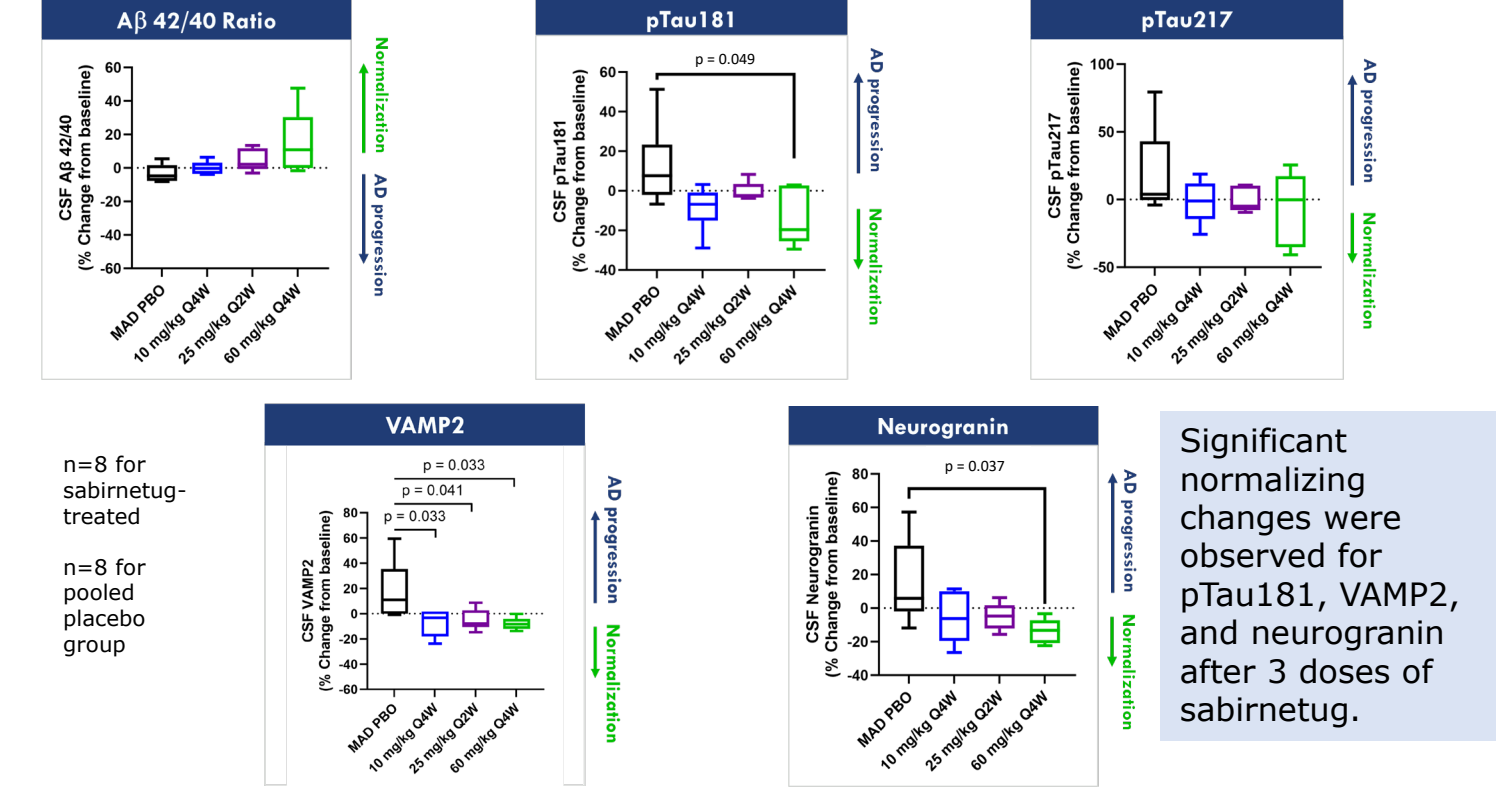 Aβ 42/40 Ratio
CSF Aβ 42/40
(% Change from baseline)
60
40
20
0
-20
-40
-60
MAD PBO
10 mg/kg Q4W
25 mg/kg Q2W
60 mg/kg Q4W
Normalization
AD progression
pTau181
p = 0.049
CSF pTau181
(% Change from baseline)
60
40
20
0
-20
-40
MAD PBO
10 mg/kg Q4W
25 mg/kg Q2W
60 mg/kg Q4W
AD progression
Normalization
pTau217
CSF pTau217
(% Change from baseline)
100
50
0
-50
MAD PBO
10 mg/kg Q4W
25 mg/kg Q2W
60 mg/kg Q4W
AD progression
Normalization
n=8 for
sabirnetug-
treated
n=8 for
pooled
placebo
group
VAMP2
p = 0.033
p = 0.041
p = 0.033
CSF VAMP2
(% Change from baseline)
80
60
40
20
0
-20
-40
-60
MAD PBO
10 mg/kg Q4W
25 mg/kg Q2W
60 mg/kg Q4W
AD progression
Normalization
Neurogranin
p = 0.037
CSF Neurogranin
(% Change from baseline)
80
60
40
20
0
-20
-40
MAD PBO
10 mg/kg Q4W
25 mg/kg Q2W
60 mg/kg Q4W
AD progression
Normalization
Significant
normalizing
changes were
observed for
pTau181, VAMP2,
and neurogranin
after 3 doses of
sabirnetug.